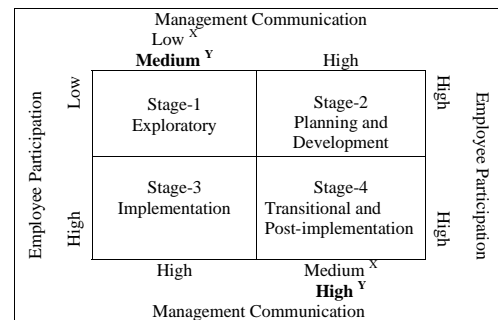 Management Communication
Low X
Medium Y
High
Employee Participation
Low
High
Stage-1
Exploratory
Stage-2
Planning and
Development
Stage-3
Implementation
Stage-4
Transitional and
Post-implementation
High
High
Employee Participation
High
Medium X
High Y
Management Communication